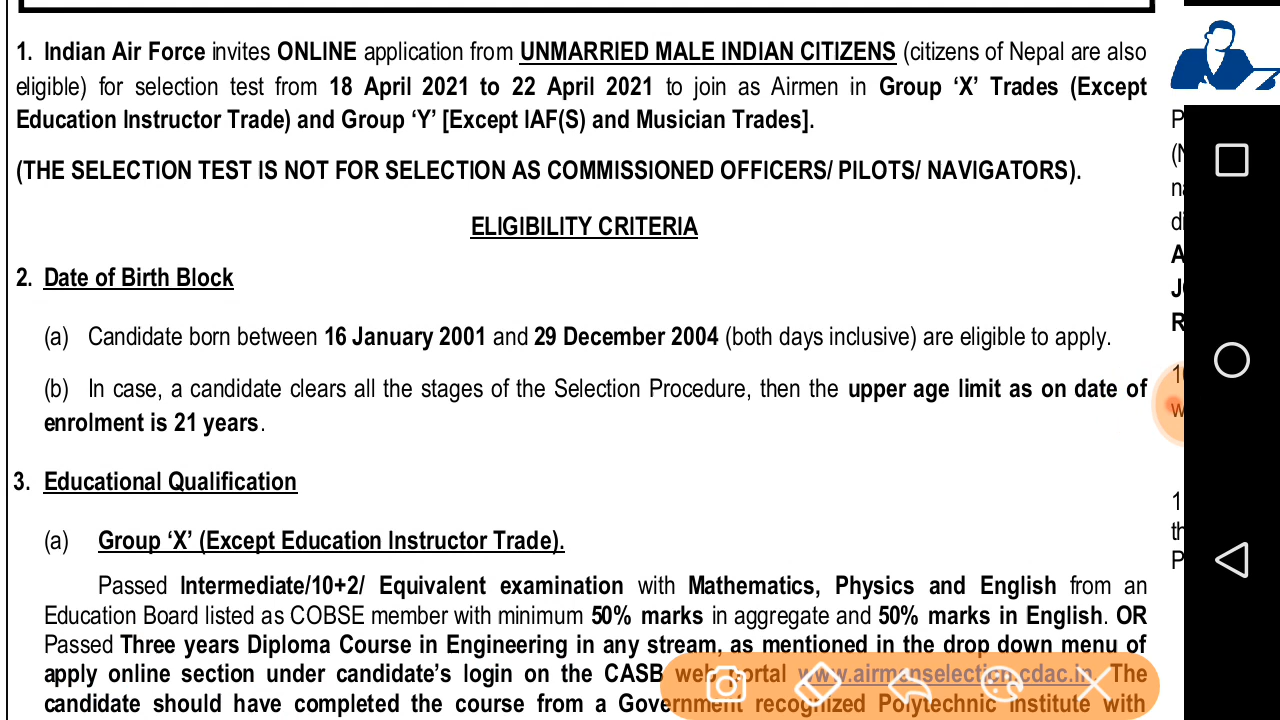 1. Indian Air Force invites ONLINE application from UNMARRIED MALE INDIAN CITIZENS (citizens of Nepal are also
eligible) for selection test from 18 April 2021 to 22 April 2021 to join as Airmen in Group ‘X’ Trades (Except
Education Instructor Trade) and Group ‘Y’ [Except IAF(S) and Musician Trades].
(THE SELECTION TEST IS NOT FOR SELECTION AS COMMISSIONED OFFICERS/ PILOTS/ NAVIGATORS).
ELIGIBILITY CRITERIA
2. Date of Birth Block
(a) Candidate born between 16 January 2001 and 29 December 2004 (both days inclusive) are eligible to apply.
(b) In case, a candidate clears all the stages of the Selection Procedure, then the upper age limit as on date of
enrolment is 21 years.
3. Educational Qualification
(a) Group ‘X’ (Except Education Instructor Trade).
Passed Intermediate/10+2/ Equivalent examination with Mathematics, Physics and English from an
Education Board listed as COBSE member with minimum 50% marks in aggregate and 50% marks in English. OR
Passed Three years Diploma Course in Engineering in any stream, as mentioned in the drop down menu of
apply online section under candidate’s login on the CASB web portal www.airmenselection.cdac.in. The
candidate should have completed the course from a Government recognized Polytechnic Institute with